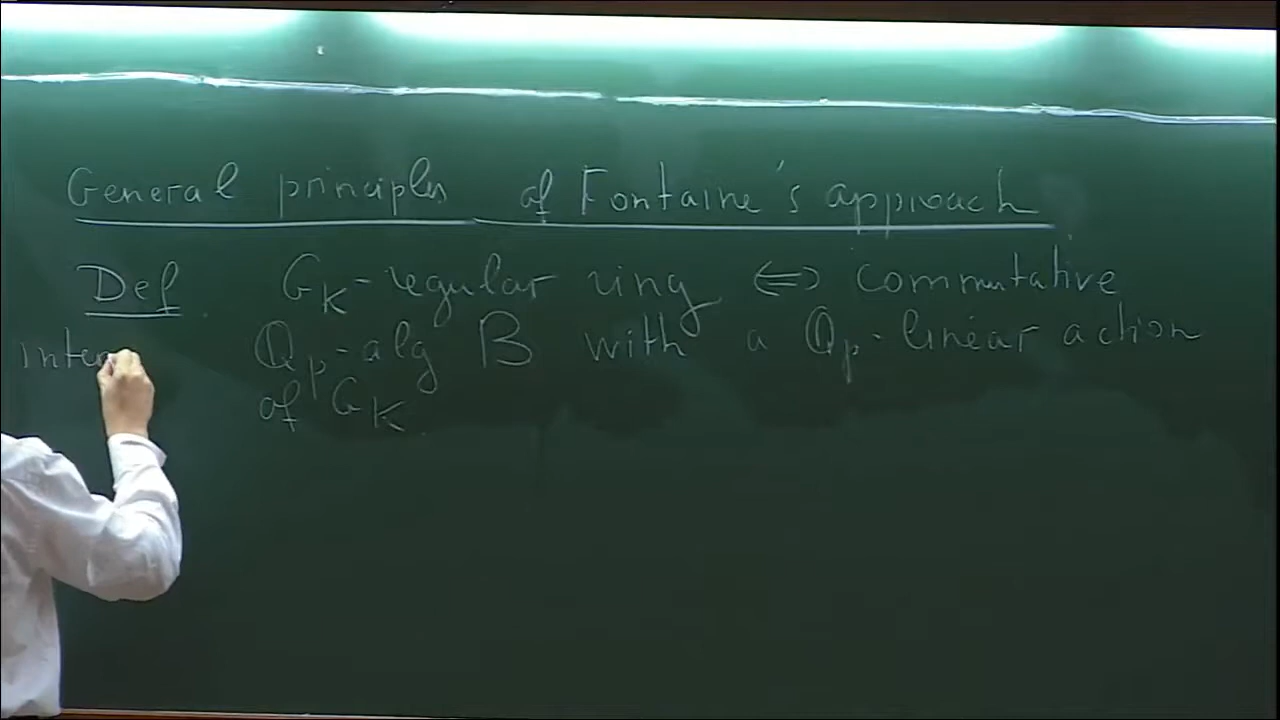 General principles of Fontaine's approach
Def G_K-regular ring ⟺ commutative
Q_p-alg B with a Q_p-linear action
of G_K